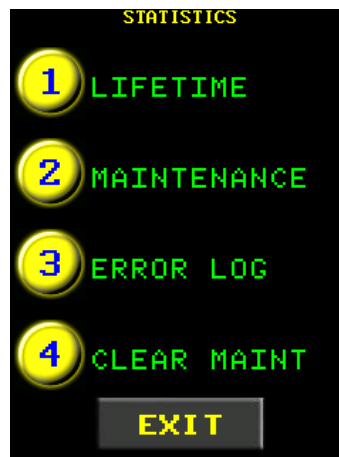 STATISTICS
1 LIFETIME
2 MAINTENANCE
3 ERROR LOG
4 CLEAR MAINT
EXIT